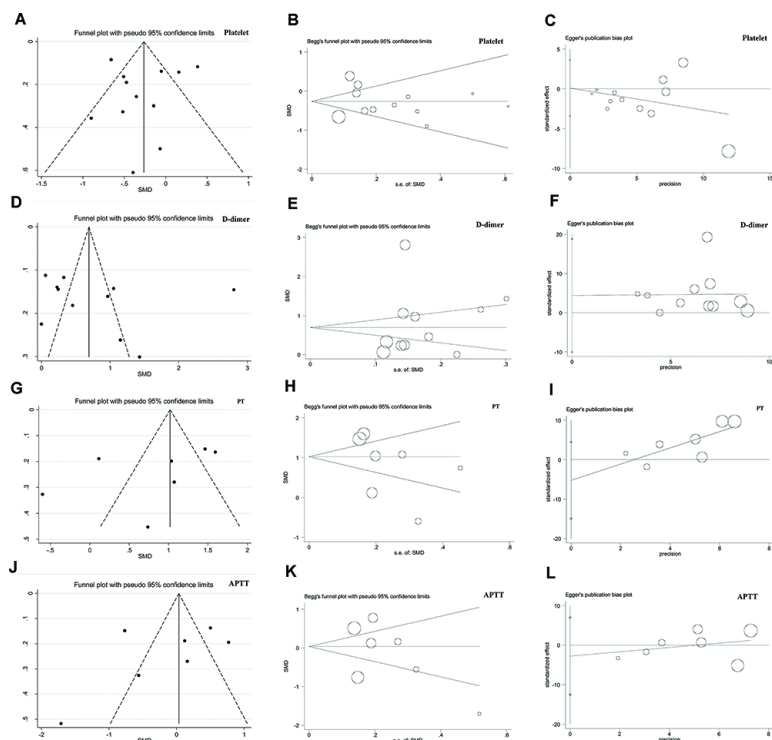 A
Funnel plot with pseudo 95% confidence limits
Platelet
0
.2
.4
.6
-1.5 -1 -.5 0 .5 1
SMD
B
Begg's funnel plot with pseudo 95% confidence limits
Platelet
SMD
1
0
-1
-2
0 .2 .4 .6
s.e. of: SMD
C
Egger's publication bias plot
Platelet
standardized effect
5
0
-5
-10
0 5 10 15
precision
D
Funnel plot with pseudo 95% confidence limits
D-dimer
0
.1
.2
.3
0 1 2 3
SMD
E
Begg's funnel plot with pseudo 95% confidence limits
D-dimer
SMD
3
2
1
0
0 .1 .2 .3
s.e. of: SMD
F
Egger's publication bias plot
D-dimer
standardized effect
20
10
0
-10
0 5 10
precision
G
Funnel plot with pseudo 95% confidence limits
PT
0
.1
.2
.3
.4
.5
-.5 0 .5 1 1.5 2
SMD
H
Begg's funnel plot with pseudo 95% confidence limits
PT
SMD
2
1
0
-1
0 .2 .4 .6
s.e. of: SMD
I
Egger's publication bias plot
PT
standardized effect
10
0
-10
-20
0 2 4 6 8
precision
J
Funnel plot with pseudo 95% confidence limits
APTT
0
.1
.2
.3
.4
.5
-2 -1 0 1
SMD
K
Begg's funnel plot with pseudo 95% confidence limits
APTT
SMD
1
0
-1
-2
0 .2 .4 .6
s.e. of: SMD
L
Egger's publication bias plot
APTT
standardized effect
10
0
-10
-20
0 2 4 6 8
precision